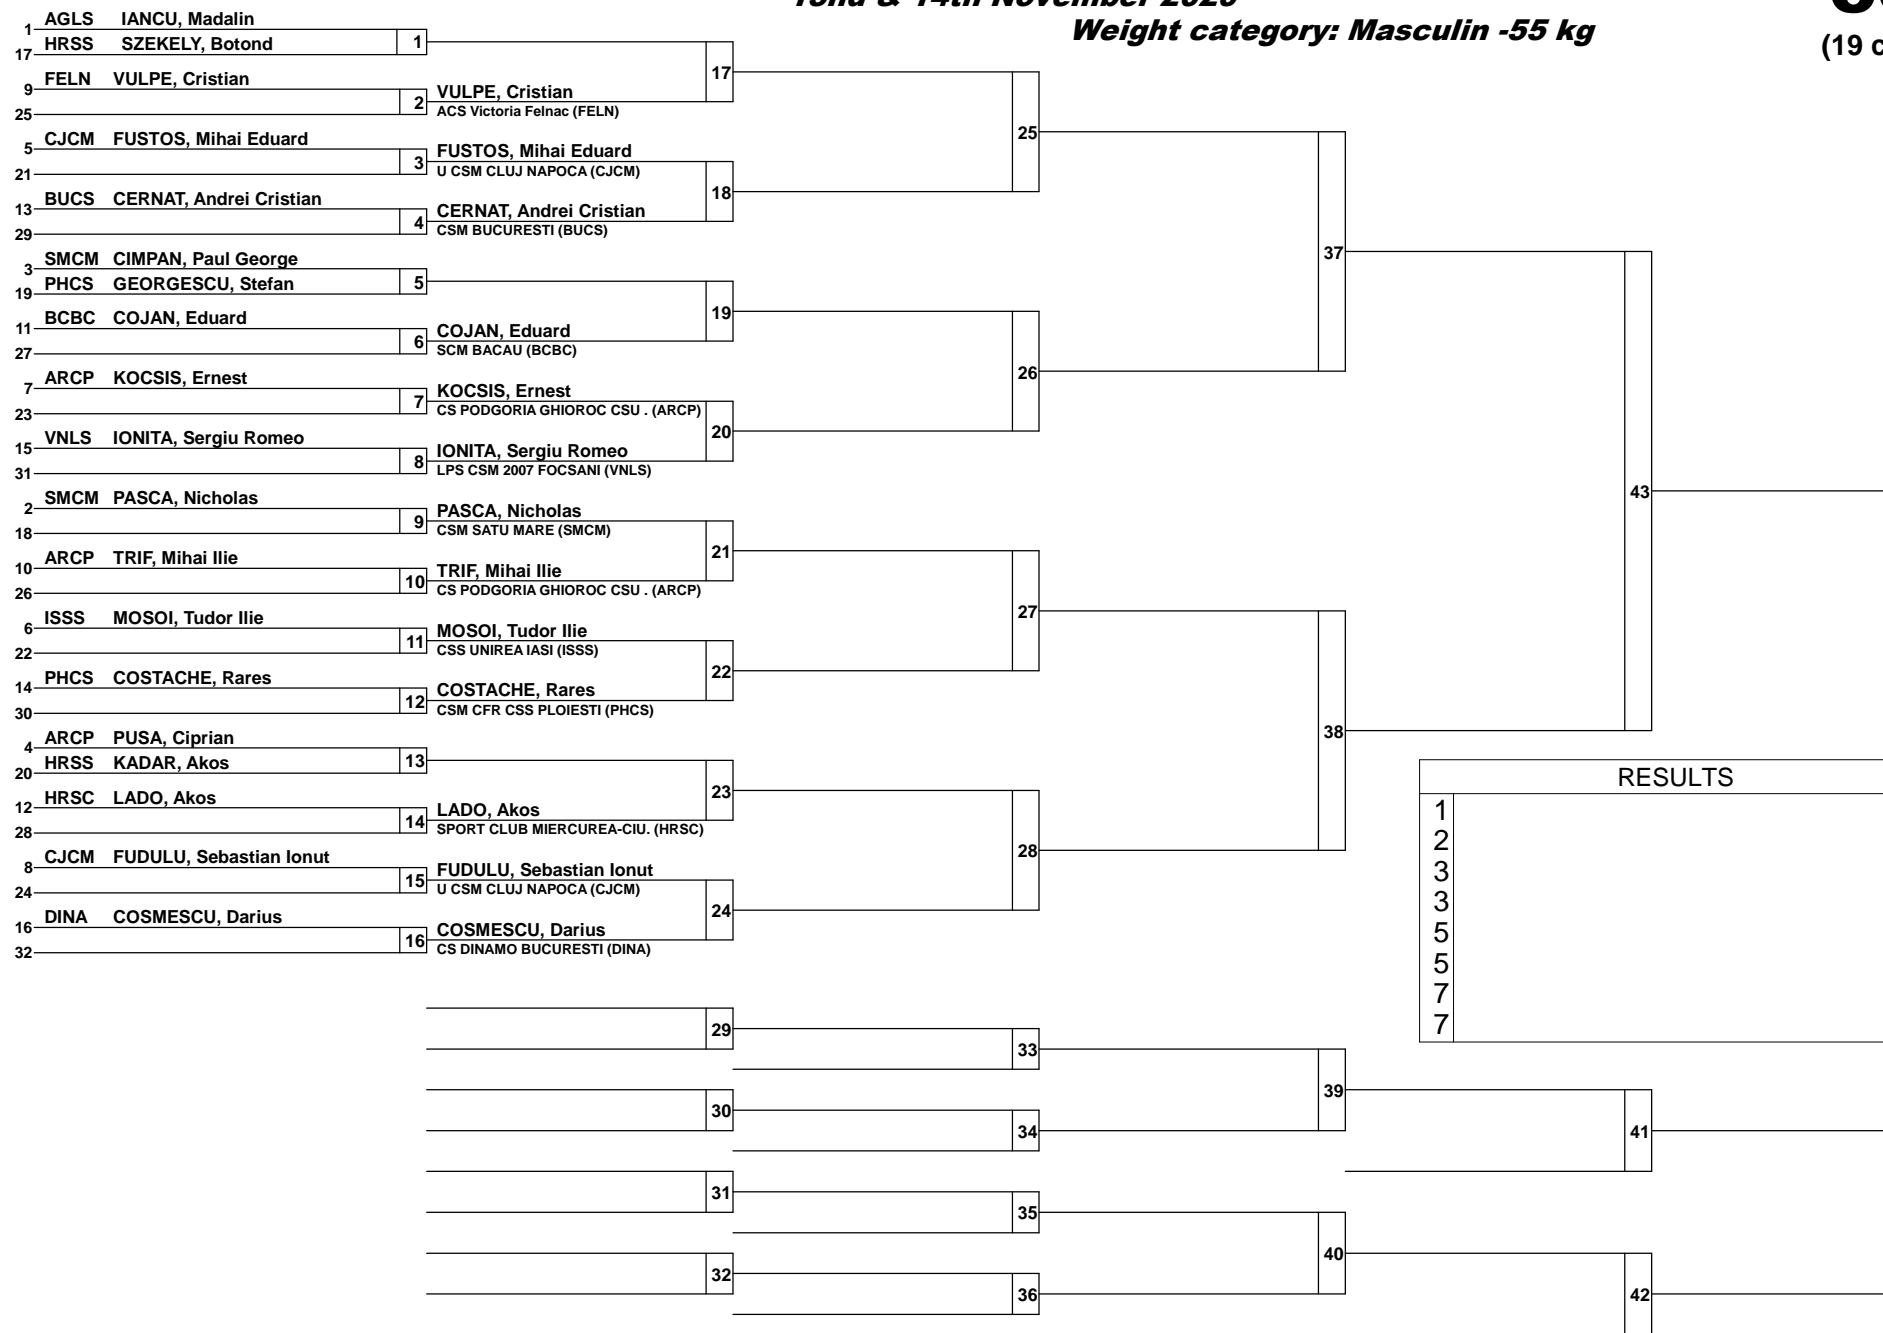 14th November
Weight category: Masculin -55 kg
(19
1 AGLS IANCU, Madalin
17 HRSS SZEKELY, Botond
1
9 FELN VULPE, Cristian
25
2
VULPE, Cristian
ACS Victoria Felnac (FELN)
17
5 CJCM FUSTOS, Mihai Eduard
21
3
FUSTOS, Mihai Eduard
U CSM CLUJ NAPOCA (CJCM)
13 BUCS CERNAT, Andrei Cristian
29
4
CERNAT, Andrei Cristian
CSM BUCURESTI (BUCS)
18
25
3 SMCM CIMPAN, Paul George
19 PHCS GEORGESCU, Stefan
5
11 BCBC COJAN, Eduard
27
6
COJAN, Eduard
SCM BACAU (BCBC)
19
7 ARCP KOCSIS, Ernest
23
7
KOCSIS, Ernest
CS PODGORIA GHIOROC CSU . (ARCP)
15 VNLS IONITA, Sergiu Romeo
31
8
IONITA, Sergiu Romeo
LPS CSM 2007 FOCSANI (VNLS)
20
26
37
2 SMCM PASCA, Nicholas
18
9
PASCA, Nicholas
CSM SATU MARE (SMCM)
10 ARCP TRIF, Mihai Ilie
26
10
TRIF, Mihai Ilie
CS PODGORIA GHIOROC CSU . (ARCP)
21
6 ISSS MOSOI, Tudor Ilie
22
11
MOSOI, Tudor Ilie
CSS UNIREA IASI (ISSS)
14 PHCS COSTACHE, Rares
30
12
COSTACHE, Rares
CSM CFR CSS PLOIESTI (PHCS)
22
27
4 ARCP PUSA, Ciprian
20 HRSS KADAR, Akos
13
12 HRSC LADO, Akos
28
14
LADO, Akos
SPORT CLUB MIERCUREA-CIU. (HRSC)
23
8 CJCM FUDULU, Sebastian Ionut
24
15
FUDULU, Sebastian Ionut
U CSM CLUJ NAPOCA (CJCM)
16 DINA COSMESCU, Darius
32
16
COSMESCU, Darius
CS DINAMO BUCURESTI (DINA)
24
28
38
43
RESULTS
1
2
3
3
5
5
7
7
29
33
30
34
39
41
31
35
32
36
40
42